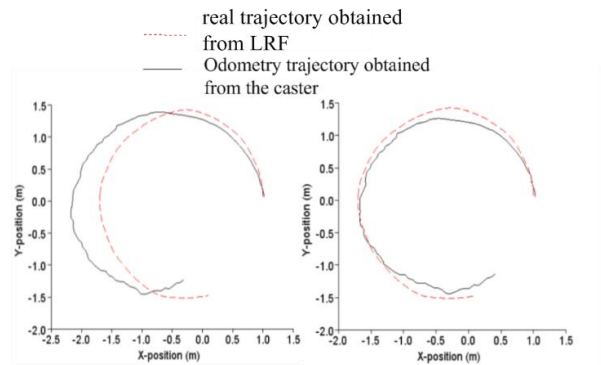 real trajectory obtained
from LRF
Odometry trajectory obtained
from the caster
1.5
1.0
0.5
0.0
-0.5
-1.0
-1.5
-2.0
Y-position (m)
-2.5 -2.0 -1.5 -1.0 -0.5 0.0 0.5 1.0 1.5
X-position (m)
1.5
1.0
0.5
0.0
-0.5
-1.0
-1.5
-2.0
Y-position (m)
-2.0 -1.5 -1.0 -0.5 0.0 0.5 1.0 1.5
X-position (m)